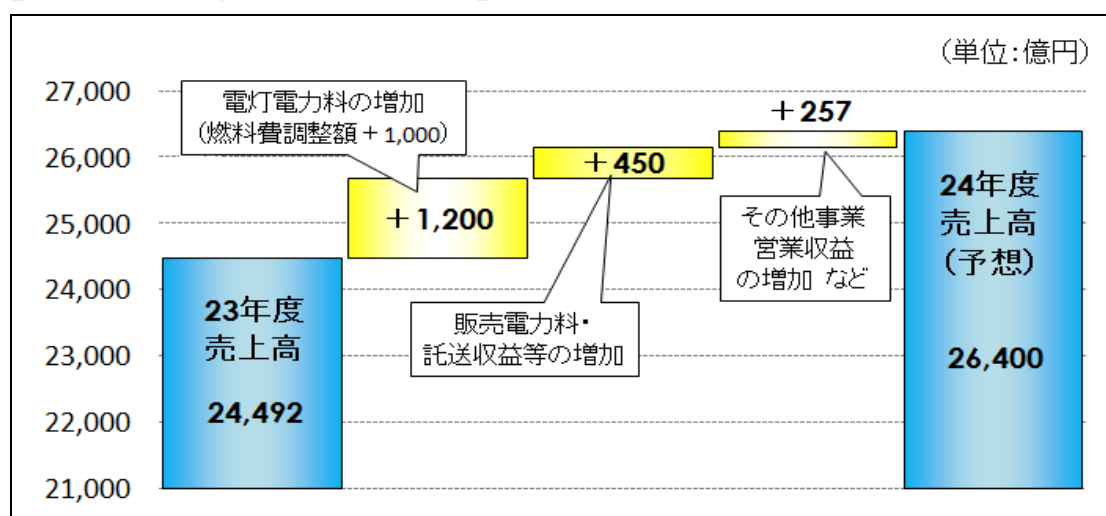 （単位：億円）
27,000
26,000
25,000
24,000
23,000
22,000
21,000
電灯電力料の増加
（燃料費調整額＋1,000）
＋1,200
＋450
＋257
23年度
売上高
24,492
販売電力料・
託送収益等の増加
その他事業
営業収益
の増加 など
24年度
売上高
（予想）
26,400